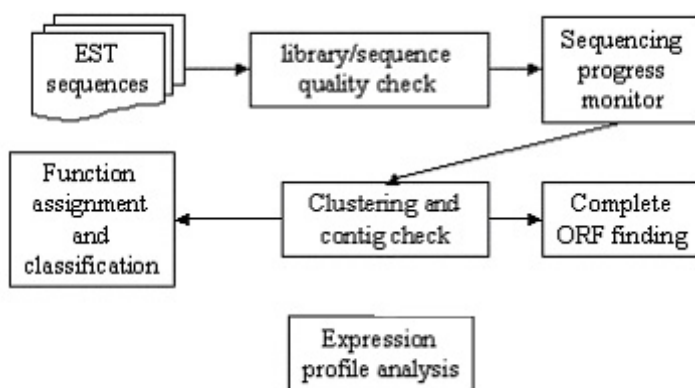 EST
sequences
library/sequence
quality check
Sequencing
progress
monitor
Function
assignment
and
classification
Clustering and
contig check
Complete
ORF finding
Expression
profile analysis